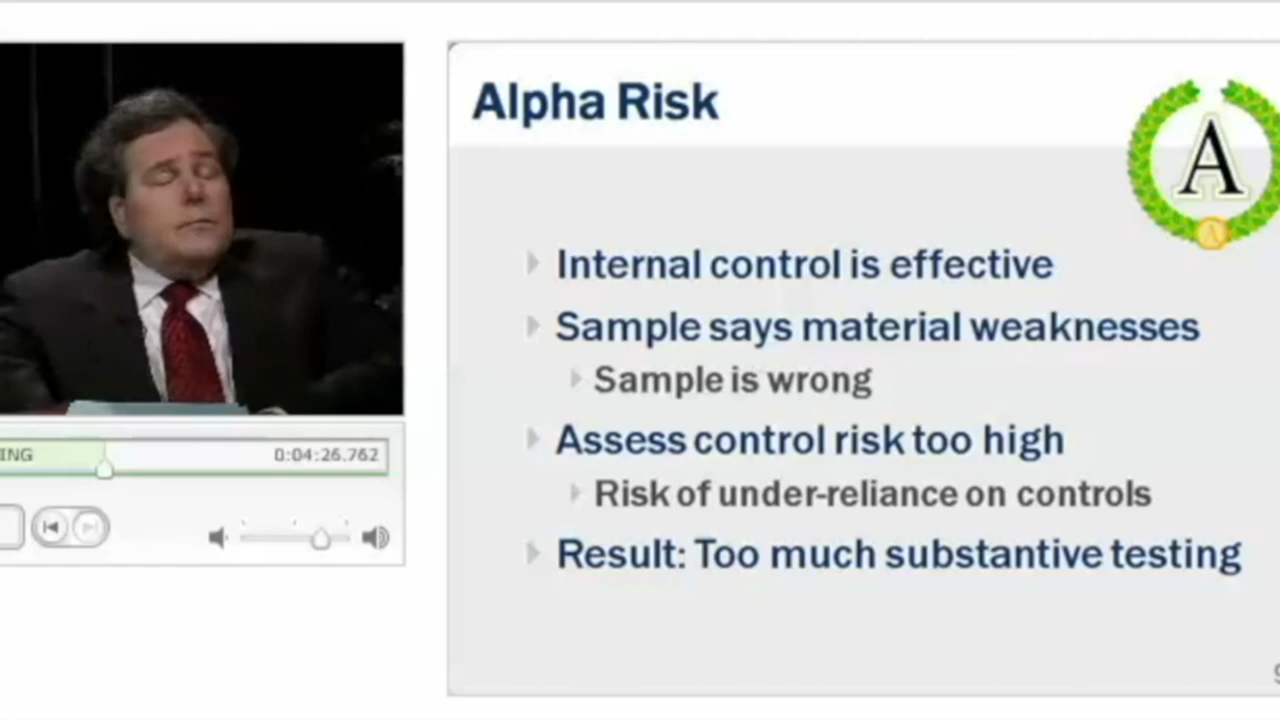 Alpha Risk
A
A
Internal control is effective
Sample says material weaknesses
Sample is wrong
Assess control risk too high
Risk of under-reliance on controls
Result: Too much substantive testing
ING
0:04:26.762
9